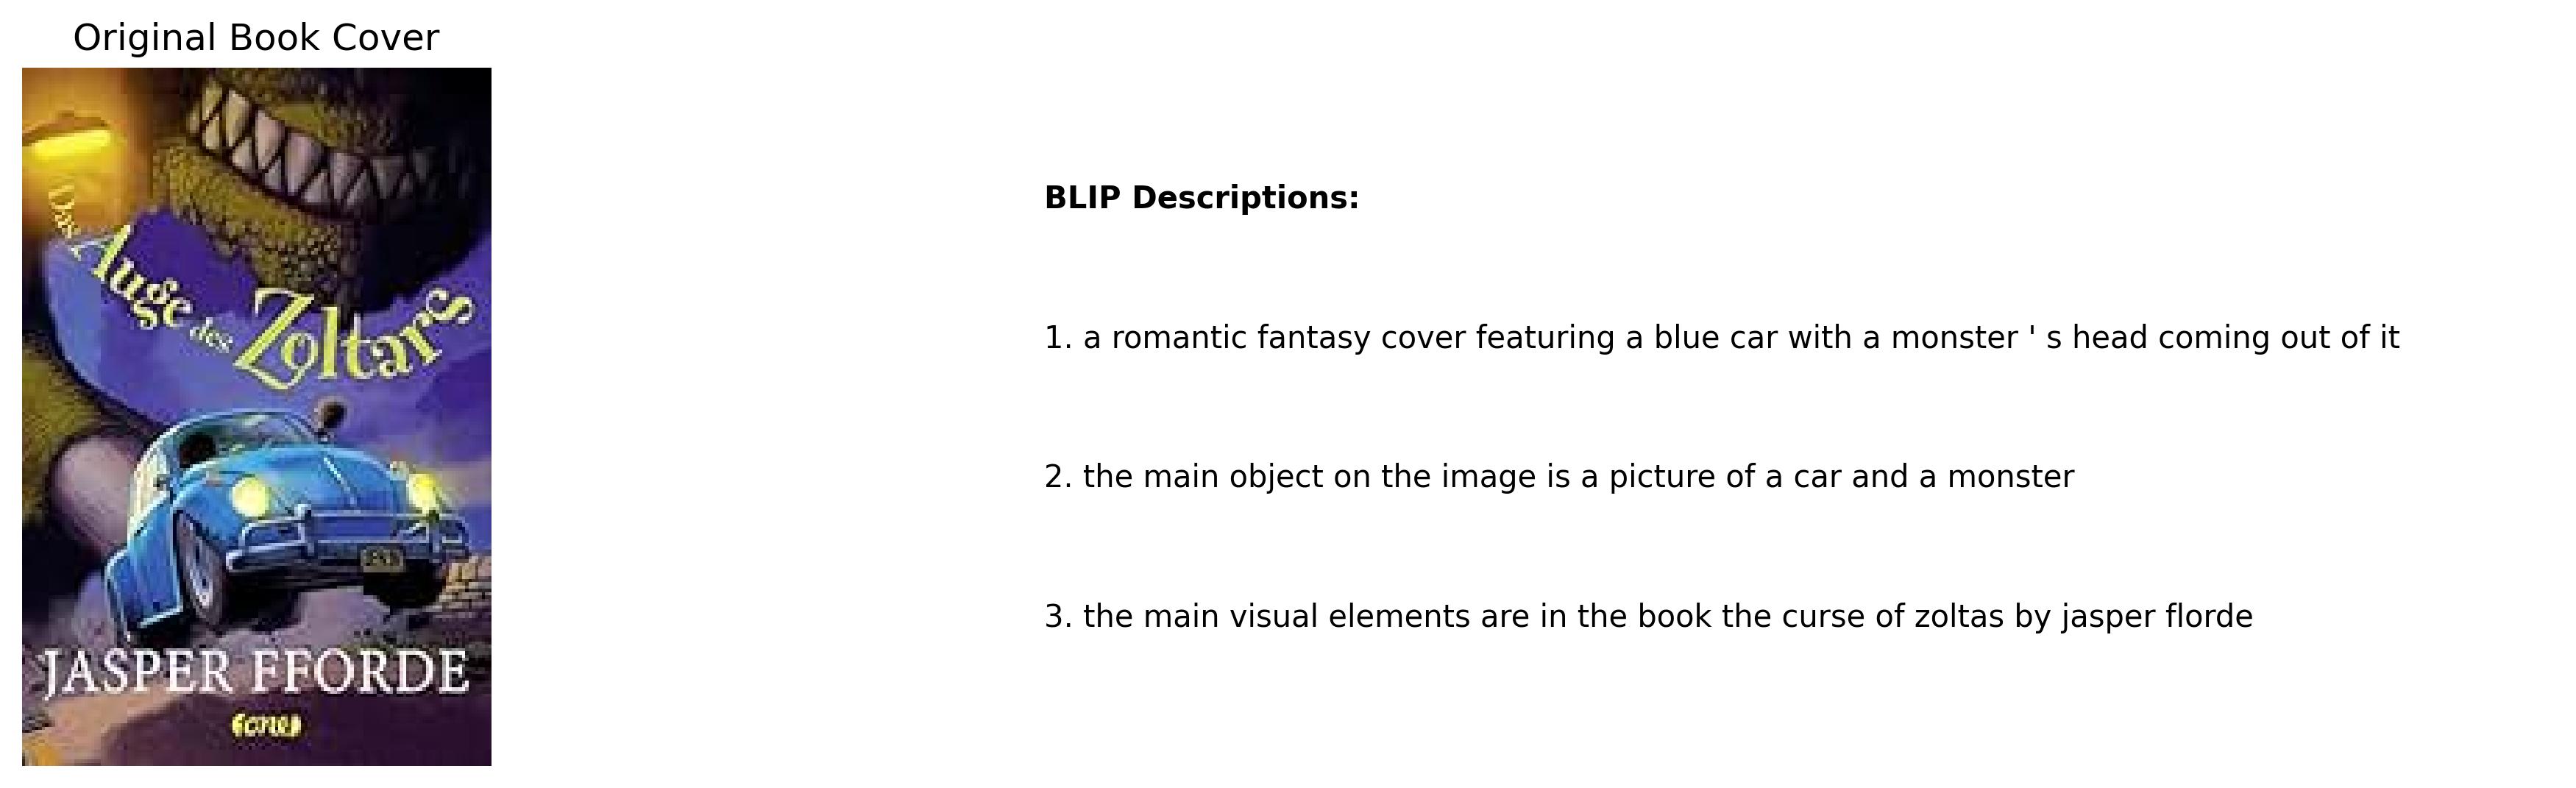 Original Book Cover
Das Auge des Zoltars
JASPER FFORDE
one
BLIP Descriptions:
1. a romantic fantasy cover featuring a blue car with a monster ' s head coming out of it
2. the main object on the image is a picture of a car and a monster
3. the main visual elements are in the book the curse of zoltas by jasper florde